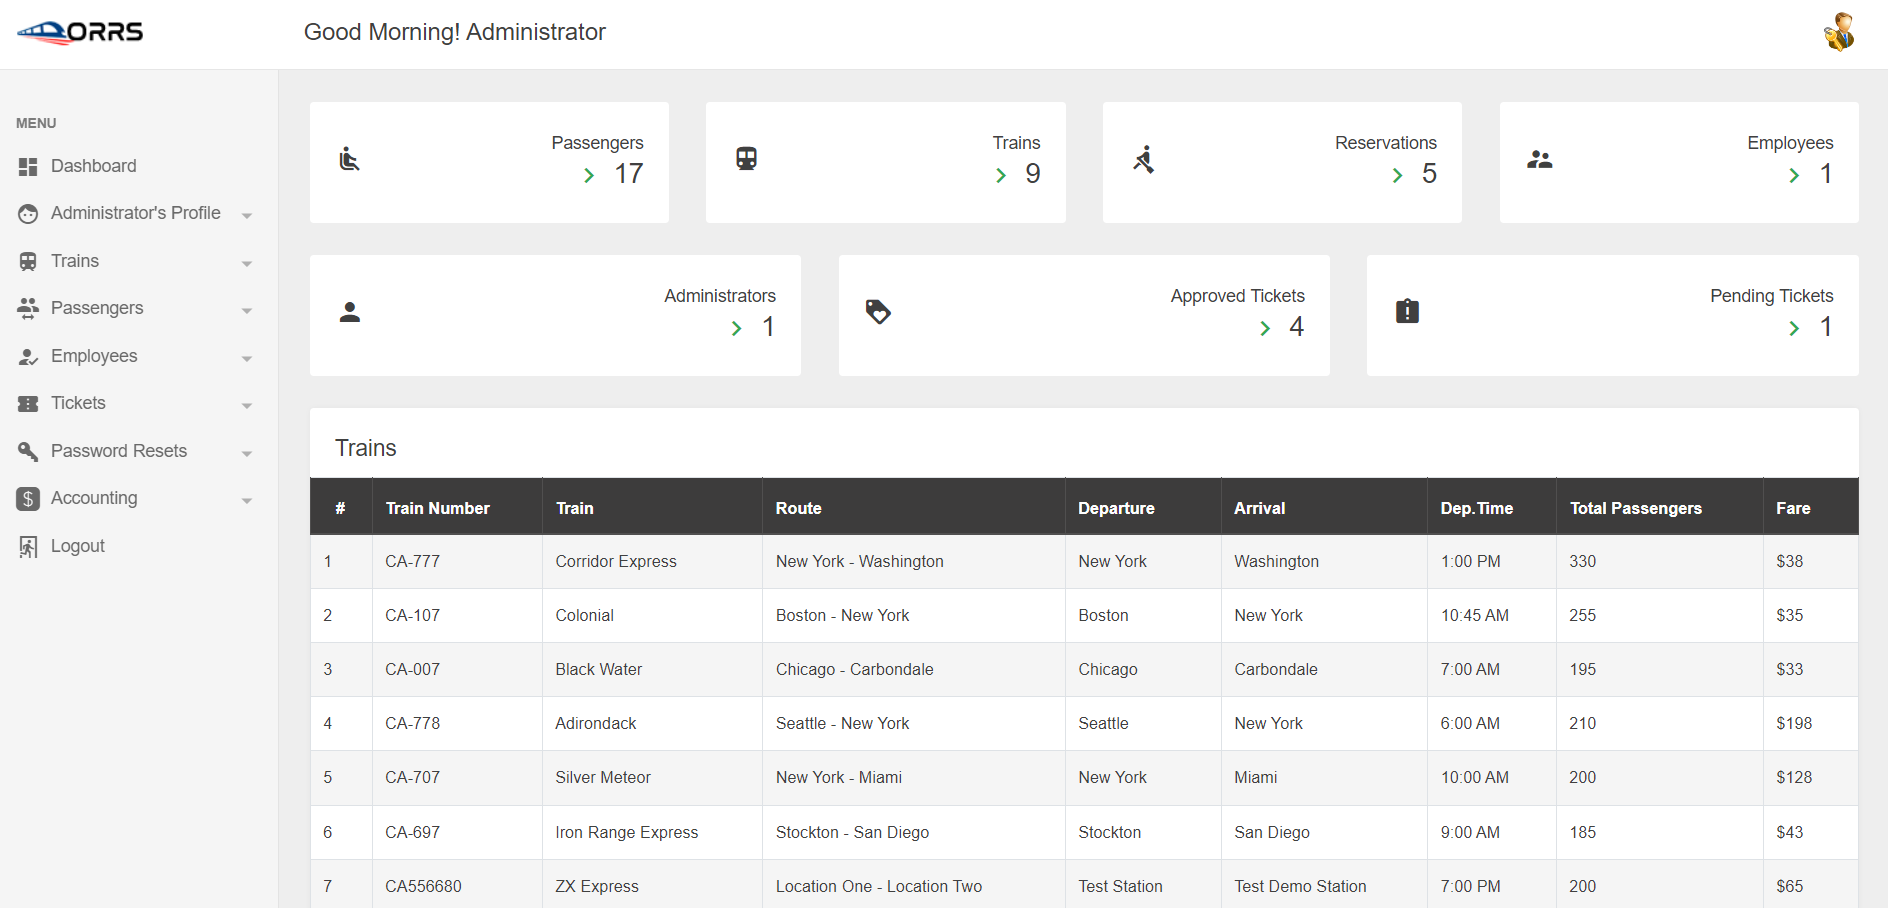 ORRS
Good Morning! Administrator
MENU
Dashboard
Administrator's Profile
Trains
Passengers
Employees
Tickets
Password Resets
$ Accounting
Logout
Passengers
17
Trains
9
Reservations
5
Employees
1
Administrators
1
Approved Tickets
4
Pending Tickets
1
Trains
# Train Number Train Route Departure Arrival Dep.Time Total Passengers Fare
1 CA-777 Corridor Express New York - Washington New York Washington 1:00 PM 330 $38
2 CA-107 Colonial Boston - New York Boston New York 10:45 AM 255 $35
3 CA-007 Black Water Chicago - Carbondale Chicago Carbondale 7:00 AM 195 $33
4 CA-778 Adirondack Seattle - New York Seattle New York 6:00 AM 210 $198
5 CA-707 Silver Meteor New York - Miami New York Miami 10:00 AM 200 $128
6 CA-697 Iron Range Express Stockton - San Diego Stockton San Diego 9:00 AM 185 $43
7 CA556680 ZX Express Location One - Location Two Test Station Test Demo Station 7:00 PM 200 $65